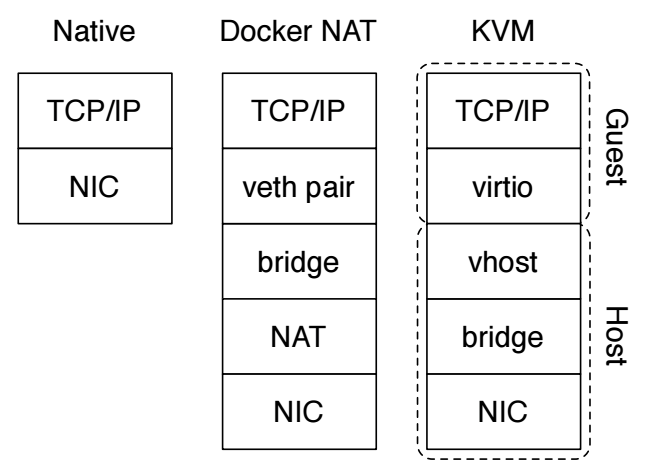 Native
TCP/IP
NIC
Docker NAT
TCP/IP
veth pair
bridge
NAT
NIC
KVM
TCP/IP
virtio
vhost
bridge
NIC
Guest
Host